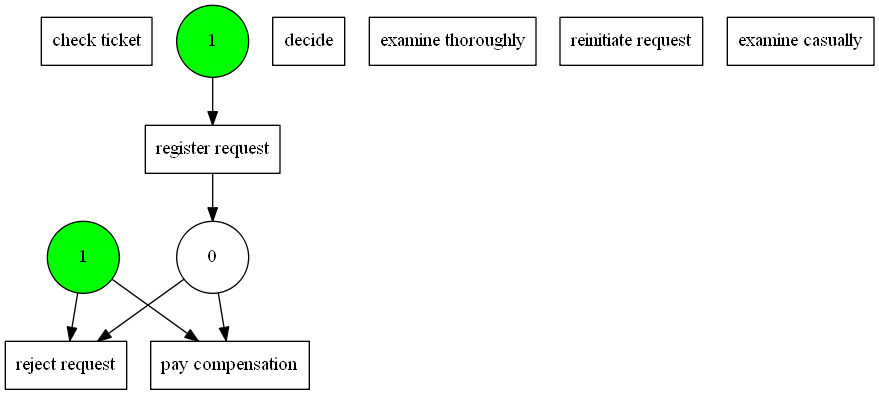 check ticket
1
decide
examine thoroughly
reinitiate request
examine casually
register request
1
0
reject request
pay compensation